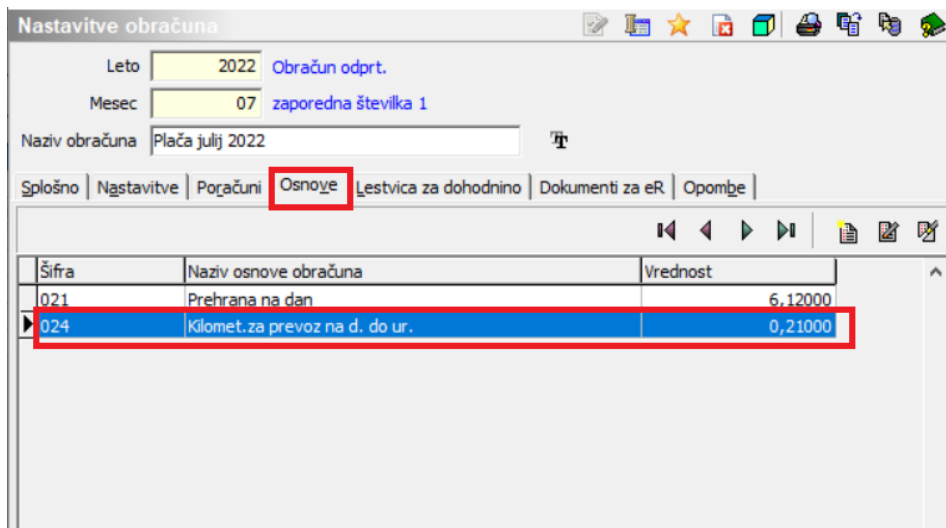 Nastavitve obračuna
Leto 2022 Obračun odprt.
Mesec 07 zaporedna številka 1
Naziv obračuna Plača julij 2022
Splošno Nastavitve Poračuni Osnove Lestvica za dohodnino Dokumenti za eR Opombe
Šifra Naziv osnove obračuna Vrednost
021 Prehrana na dan 6,12000
024 Kilomet.za prevoz na d. do ur. 0,21000